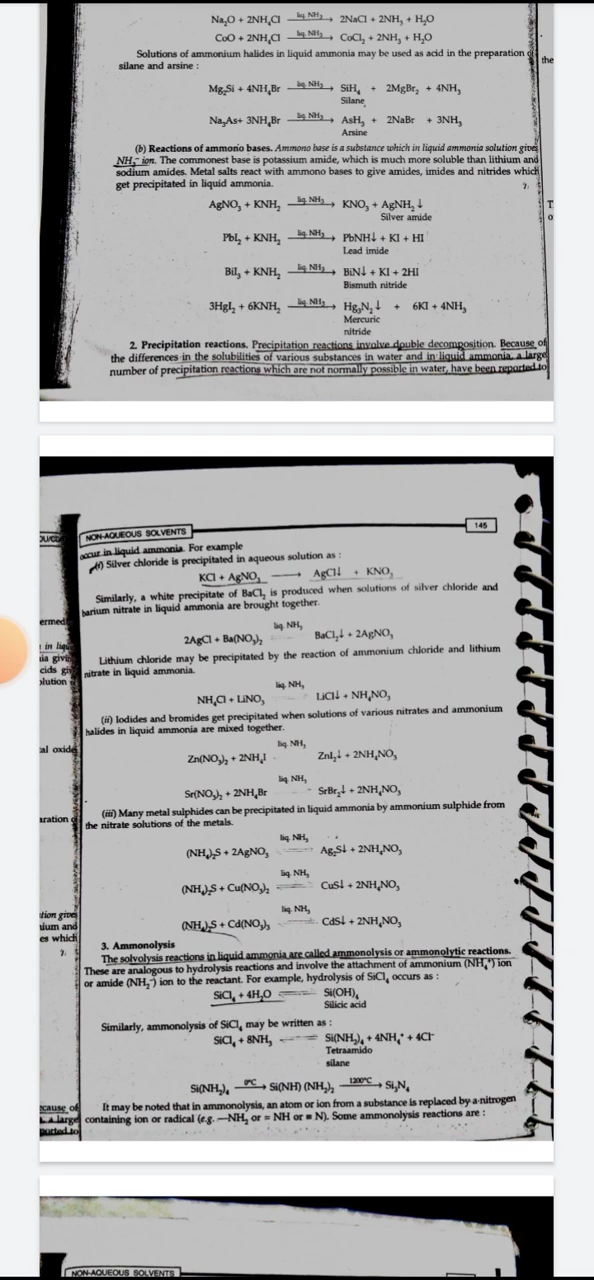 Na₂O + 2NH₄Cl liq. NH₃ → 2NaCl + 2NH₃ + H₂O
CoO + 2NH₄Cl liq. NH₃ → CoCl₂ + 2NH₃ + H₂O
Solutions of ammonium halides in liquid ammonia may be used as acid in the preparation of
the
silane and arsine :
Mg₂Si + 4NH₄Br liq. NH₃ → SiH₄ + 2MgBr₂ + 4NH₃
Silane
Na₃As + 3NH₄Br liq. NH₃ → AsH₃ + 2NaBr + 3NH₃
Arsine
(b) Reactions of ammono bases. Ammono base is a substance which in liquid ammonia solution gives
NH₂⁻ ion. The commonest base is potassium amide, which is much more soluble than lithium and
sodium amides. Metal salts react with ammono bases to give amides, imides and nitrides which
get precipitated in liquid ammonia.
AgNO₃ + KNH₂ liq. NH₃ → KNO₃ + AgNH₂↓
Silver amide
PbI₂ + KNH₂ liq. NH₃ → PbNH↓ + KI + HI
Lead imide
BiI₃ + KNH₂ liq. NH₃ → BiN↓ + KI + 2HI
Bismuth nitride
3HgI₂ + 6KNH₂ liq. NH₃ → Hg₃N₂↓ + 6KI + 4NH₃
Mercuric
nitride
2. Precipitation reactions. Precipitation reactions involve double decomposition. Because of
the differences in the solubilities of various substances in water and in liquid ammonia, a large
number of precipitation reactions which are not normally possible in water, have been reported to
NON-AQUEOUS SOLVENTS
145
occur in liquid ammonia. For example
(i) Silver chloride is precipitated in aqueous solution as :
KCl + AgNO₃ → AgCl↓ + KNO₃
Similarly, a white precipitate of BaCl₂ is produced when solutions of silver chloride and
barium nitrate in liquid ammonia are brought together.
liq. NH₃
2AgCl + Ba(NO₃)₂ BaCl₂↓ + 2AgNO₃
Lithium chloride may be precipitated by the reaction of ammonium chloride and lithium
nitrate in liquid ammonia.
liq. NH₃
NH₄Cl + LiNO₃ LiCl↓ + NH₄NO₃
(ii) Iodides and bromides get precipitated when solutions of various nitrates and ammonium
halides in liquid ammonia are mixed together.
liq. NH₃
Zn(NO₃)₂ + 2NH₄I ZnI₂↓ + 2NH₄NO₃
liq. NH₃
Sr(NO₃)₂ + 2NH₄Br SrBr₂↓ + 2NH₄NO₃
(iii) Many metal sulphides can be precipitated in liquid ammonia by ammonium sulphide from
the nitrate solutions of the metals.
liq. NH₃
(NH₄)₂S + 2AgNO₃ Ag₂S↓ + 2NH₄NO₃
liq. NH₃
(NH₄)₂S + Cu(NO₃)₂ CuS↓ + 2NH₄NO₃
liq. NH₃
(NH₄)₂S + Cd(NO₃)₃ CdS↓ + 2NH₄NO₃
3. Ammonolysis
The solvolysis reactions in liquid ammonia are called ammonolysis or ammonolytic reactions.
These are analogous to hydrolysis reactions and involve the attachment of ammonium (NH₄⁺) ion
or amide (NH₂⁻) ion to the reactant. For example, hydrolysis of SiCl₄ occurs as :
SiCl₄ + 4H₂O Si(OH)₄
Silicic acid
Similarly, ammonolysis of SiCl₄ may be written as :
SiCl₄ + 8NH₃ Si(NH₂)₄ + 4NH₄⁺ + 4Cl⁻
Tetraamido
silane
Si(NH₂)₄ 0°C → Si(NH) (NH₂)₂ 1200°C → Si₃N₄
It may be noted that in ammonolysis, an atom or ion from a substance is replaced by a nitrogen
containing ion or radical (e.g. —NH₂ or = NH or ≡ N). Some ammonolysis reactions are :
NON-AQUEOUS SOLVENTS